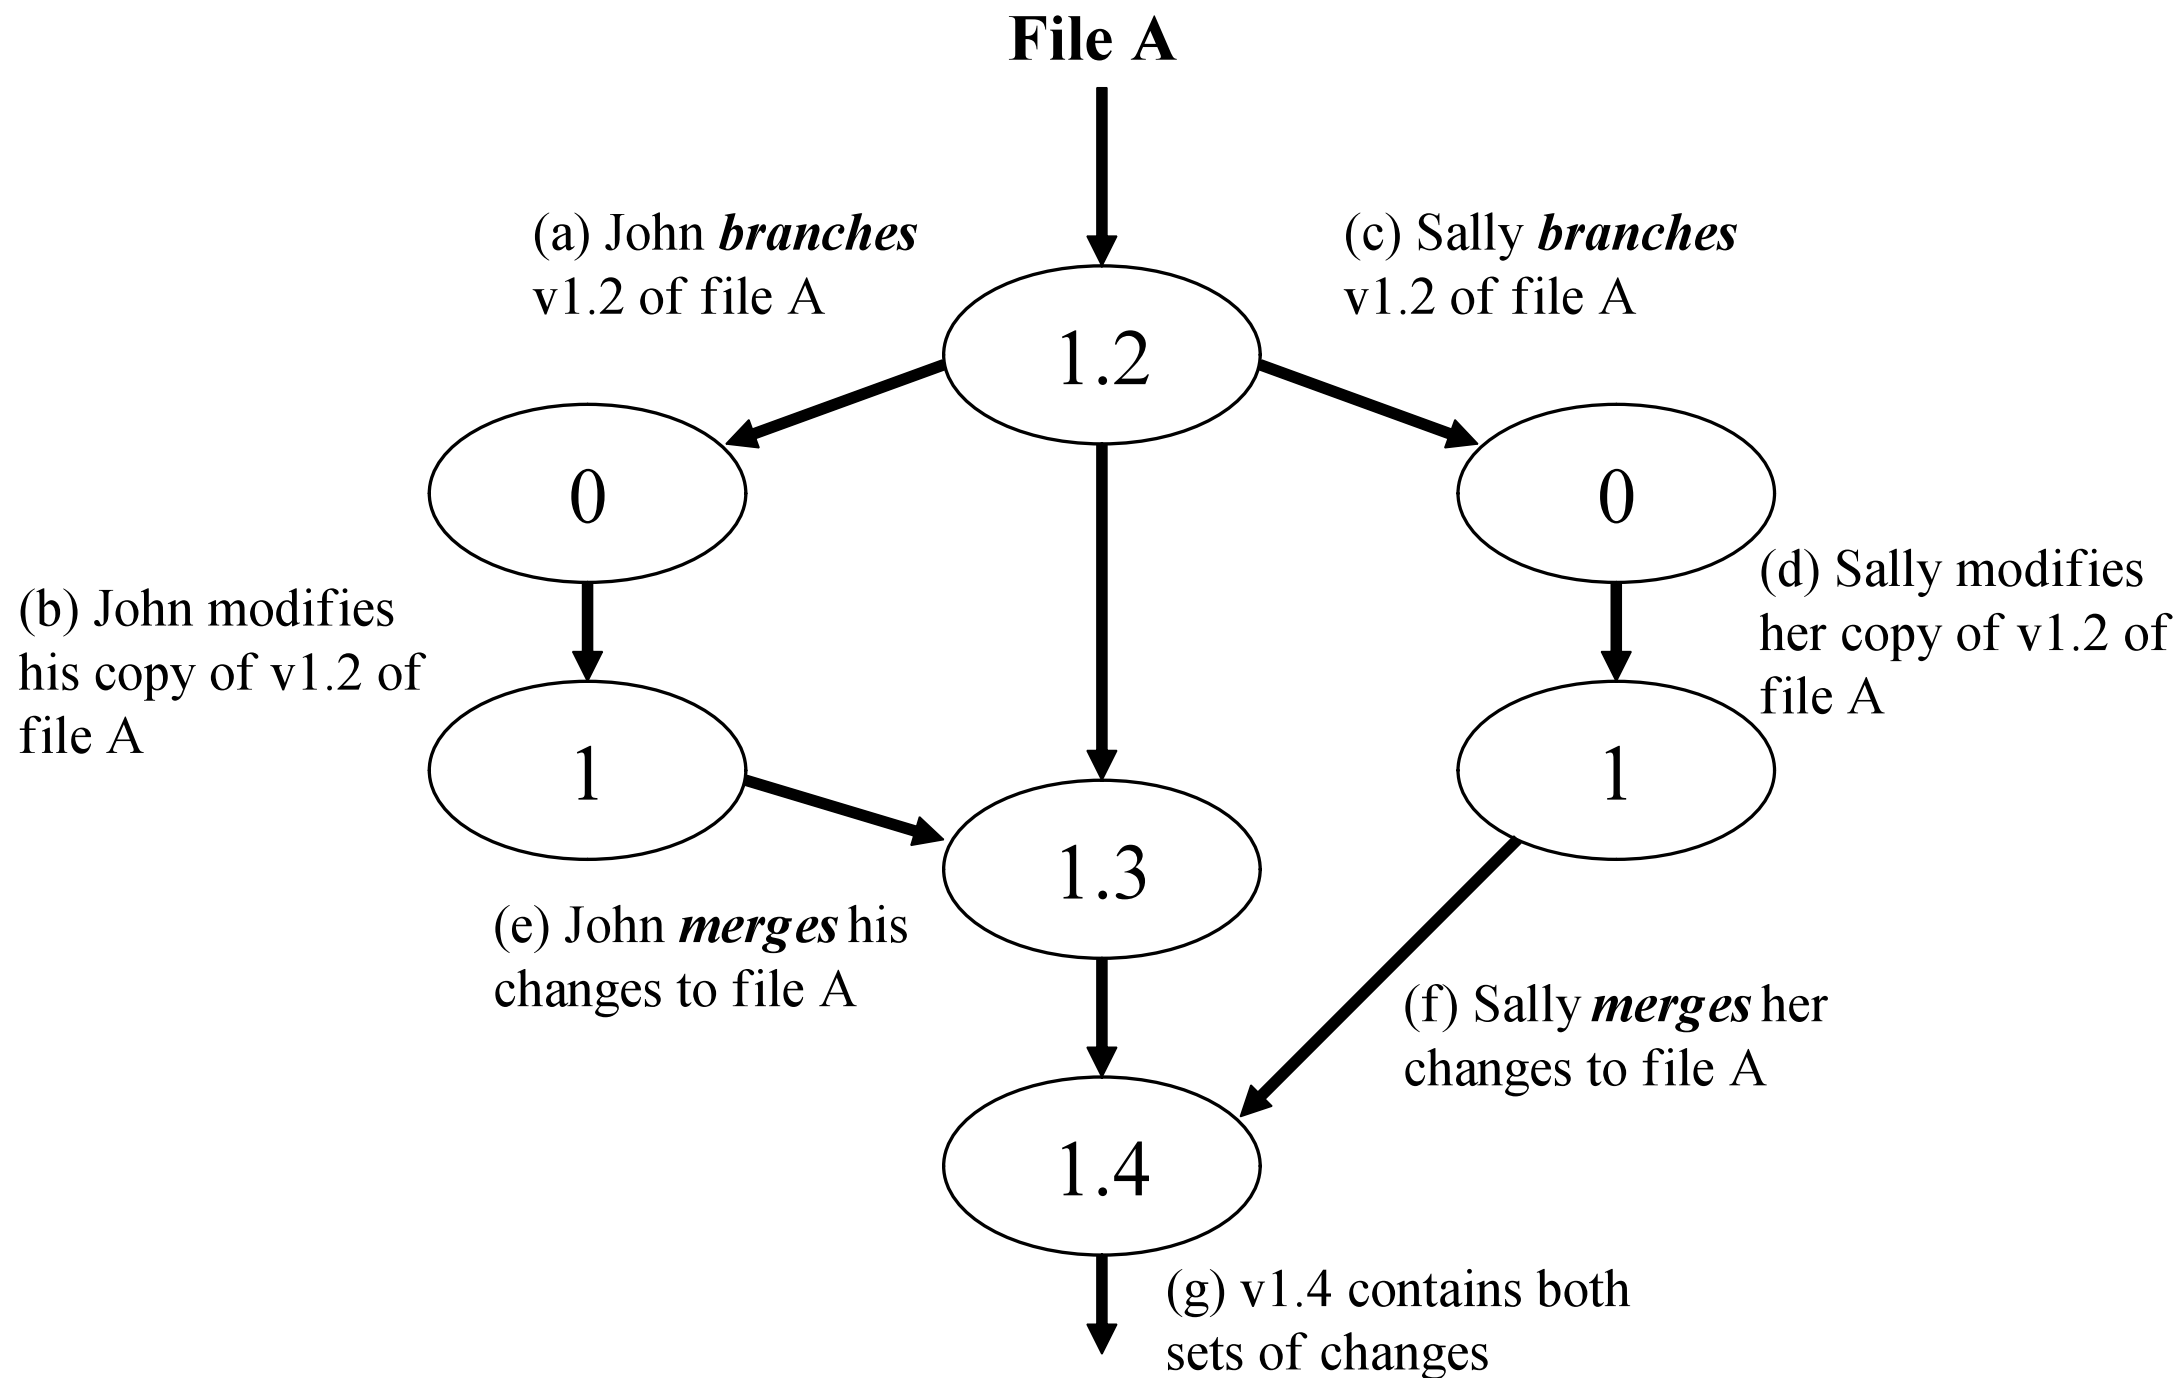 File A
(a) John branches
v1.2 of file A
(c) Sally branches
v1.2 of file A
1.2
0
0
(b) John modifies
his copy of v1.2 of
file A
(d) Sally modifies
her copy of v1.2 of
file A
1
1
1.3
(e) John merges his
changes to file A
(f) Sally merges her
changes to file A
1.4
(g) v1.4 contains both
sets of changes